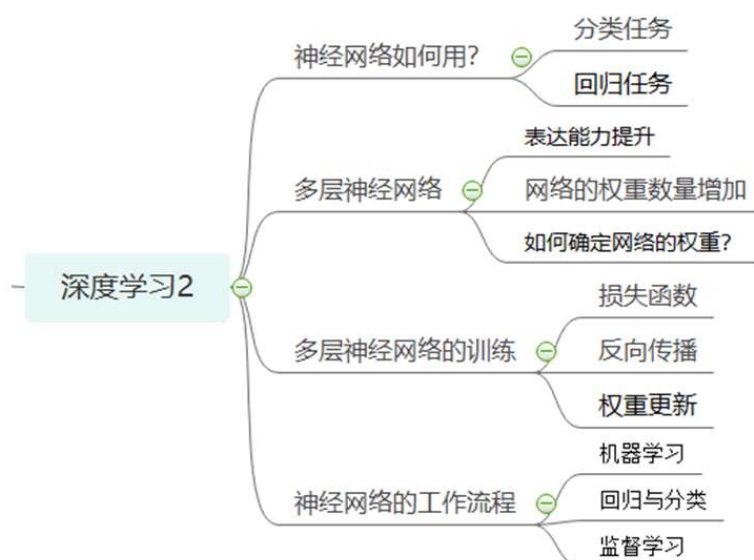 深度学习2
神经网络如何用?
分类任务
回归任务
多层神经网络
表达能力提升
网络的权重数量增加
如何确定网络的权重?
多层神经网络的训练
损失函数
反向传播
权重更新
神经网络的工作流程
机器学习
回归与分类
监督学习